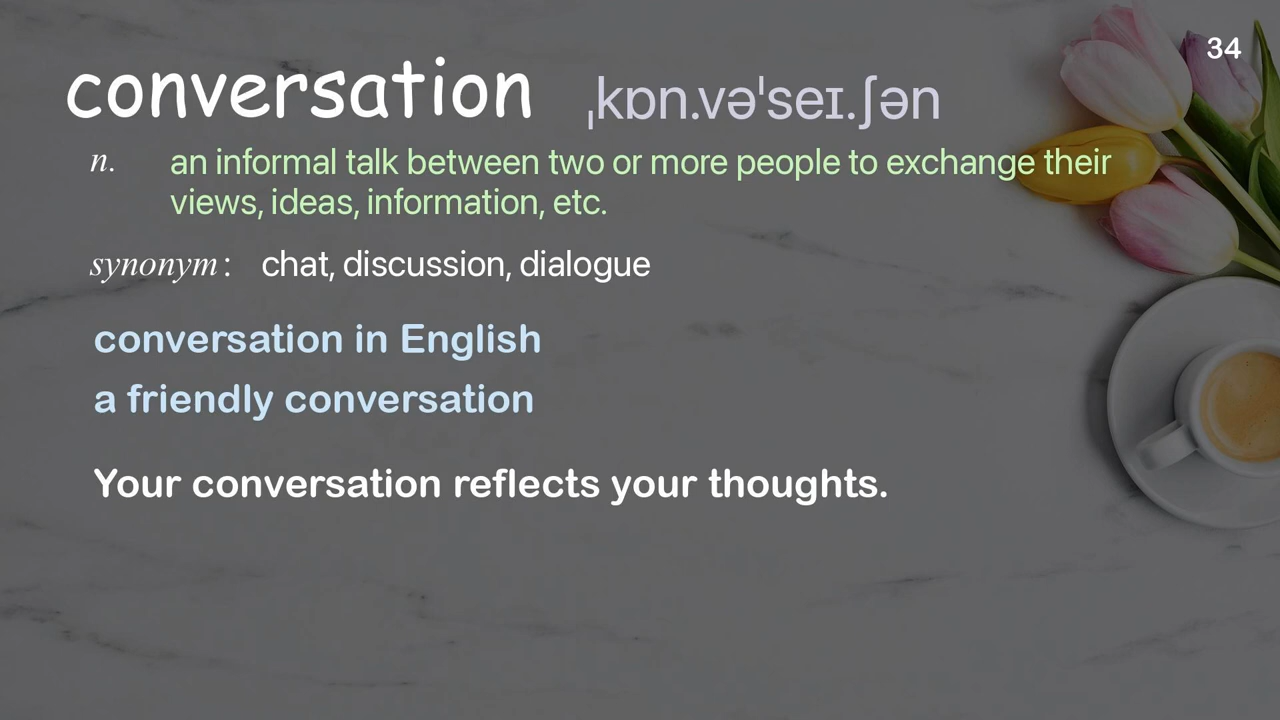 34
conversation ˌkɒn.vəˈseɪ.ʃən
n. an informal talk between two or more people to exchange their
views, ideas, information, etc.
synonym : chat, discussion, dialogue
conversation in English
a friendly conversation
Your conversation reflects your thoughts.